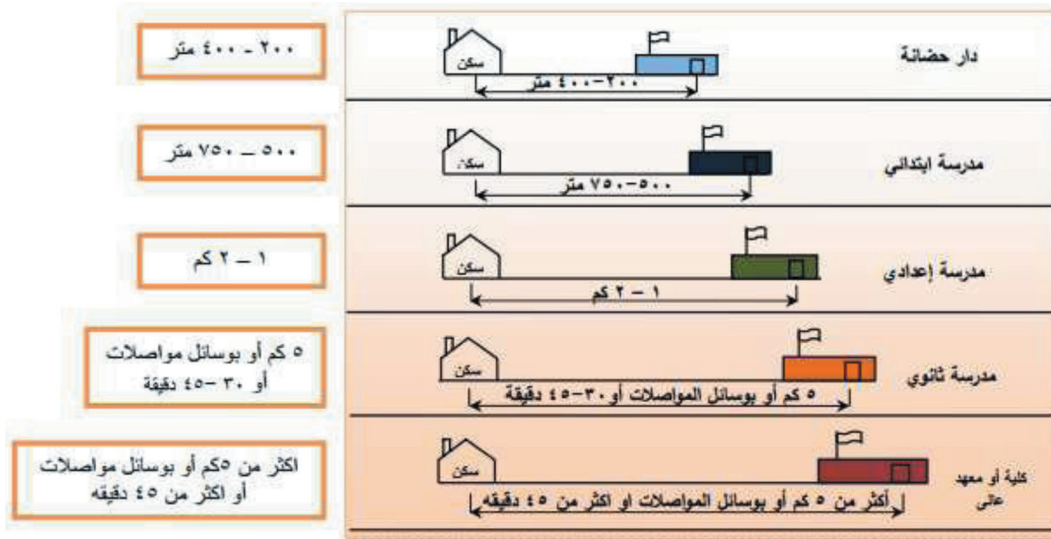 دار حضانة
سكن
٢٠٠-٤٠٠ متر
٢٠٠ - ٤٠٠ متر
مدرسة ابتدائي
سكن
٥٠٠-٧٥٠ متر
٥٠٠ – ٧٥٠ متر
مدرسة إعدادي
سكن
١ – ٢ كم
١ – ٢ كم
مدرسة ثانوي
سكن
٥ كم أو بوسائل المواصلات أو ٣٠-٤٥ دقيقة
٥ كم أو بوسائل مواصلات
أو ٣٠ -٤٥ دقيقة
كلية أو معهد
عالى
سكن
أكثر من ٥ كم أو بوسائل المواصلات او اكثر من ٤٥ دقيقه
اكثر من ٥كم أو بوسائل مواصلات
أو اكثر من ٤٥ دقيقه